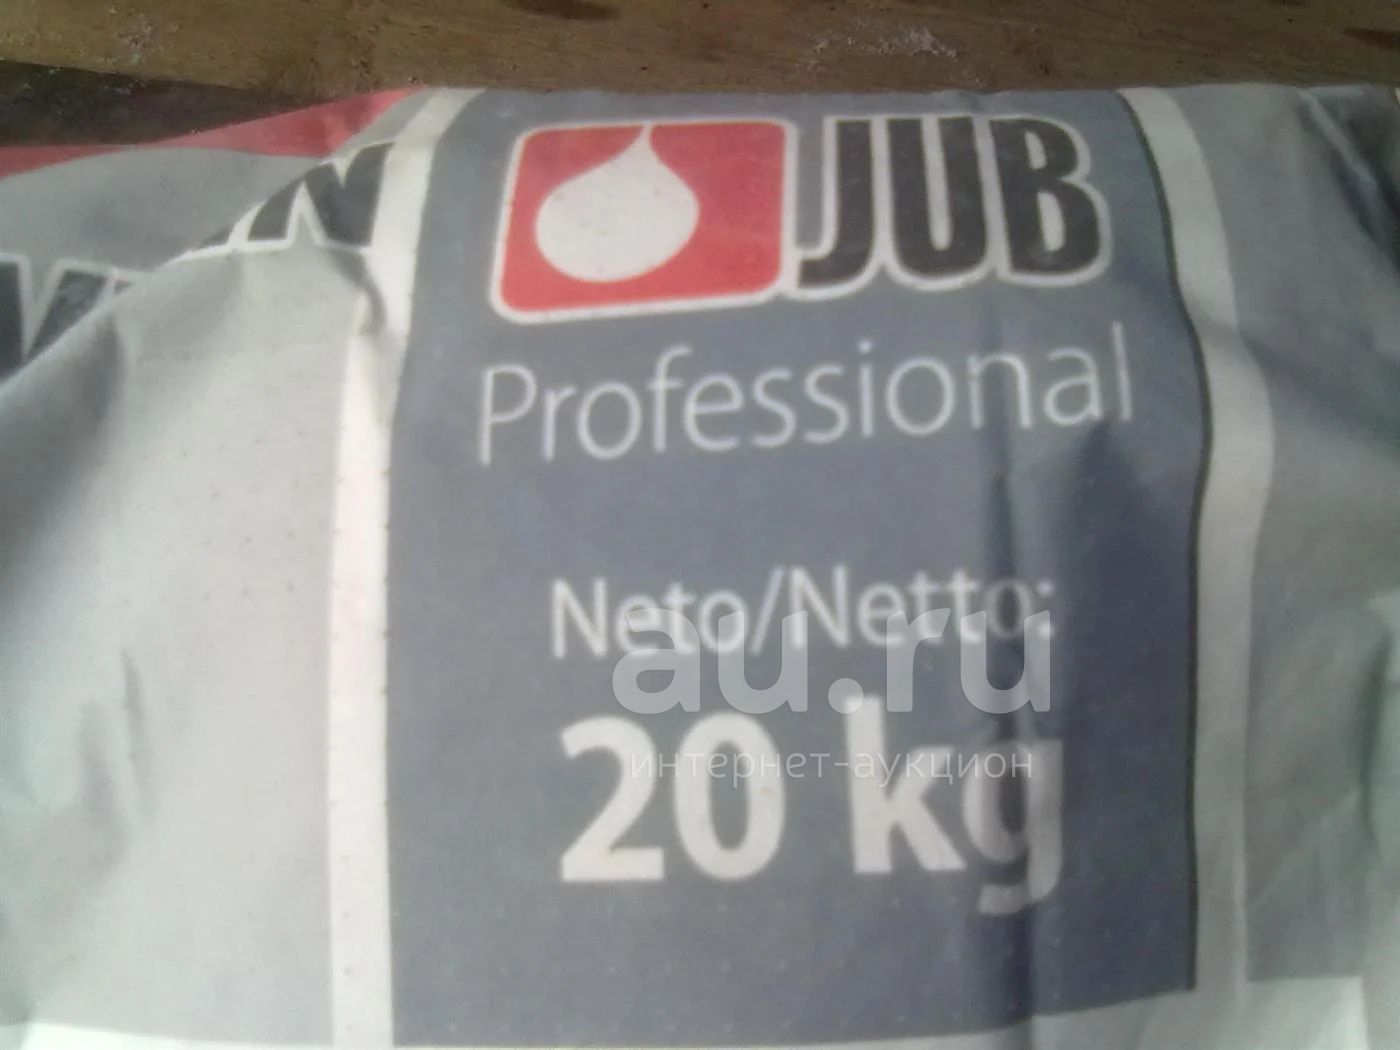 JUB
Professional
Neto/Netto:
20 kg
au.ru
интернет-аукцион